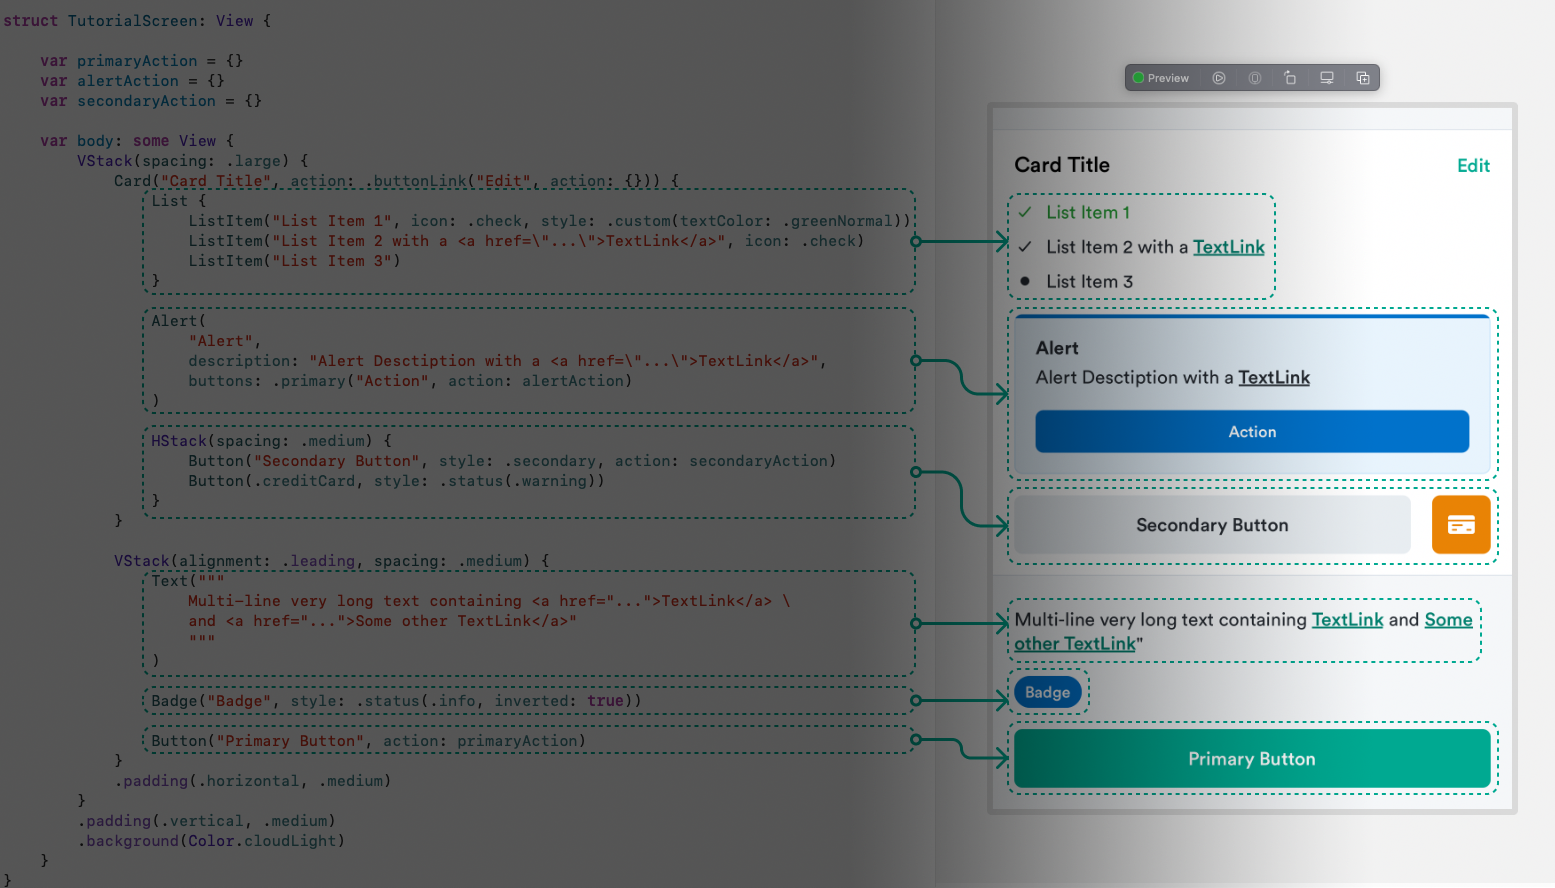 struct TutorialScreen: View {
var primaryAction = {}
var alertAction = {}
var secondaryAction = {}
var body: some View {
VStack(spacing: .large) {
Card("Card Title", action: .buttonLink("Edit", action: {})) {
List {
ListItem("List Item 1", icon: .check, style: .custom(textColor: .greenNormal))
ListItem("List Item 2 with a <a href=\"...\">TextLink</a>", icon: .check)
ListItem("List Item 3")
}
Alert(
"Alert",
description: "Alert Desctiption with a <a href=\"...\">TextLink</a>",
buttons: .primary("Action", action: alertAction)
)
HStack(spacing: .medium) {
Button("Secondary Button", style: .secondary, action: secondaryAction)
Button(.creditCard, style: .status(.warning))
}
}
VStack(alignment: .leading, spacing: .medium) {
Text("""
Multi-line very long text containing <a href="...">TextLink</a> \
and <a href="...">Some other TextLink</a>"
"""
)
Badge("Badge", style: .status(.info, inverted: true))
Button("Primary Button", action: primaryAction)
}
.padding(.horizontal, .medium)
}
.padding(.vertical, .medium)
.background(Color.cloudLight)
}
}
Preview
Card Title
Edit
List Item 1
List Item 2 with a TextLink
List Item 3
Alert
Alert Desctiption with a TextLink
Action
Secondary Button
Multi-line very long text containing TextLink and Some
other TextLink"
Badge
Primary Button